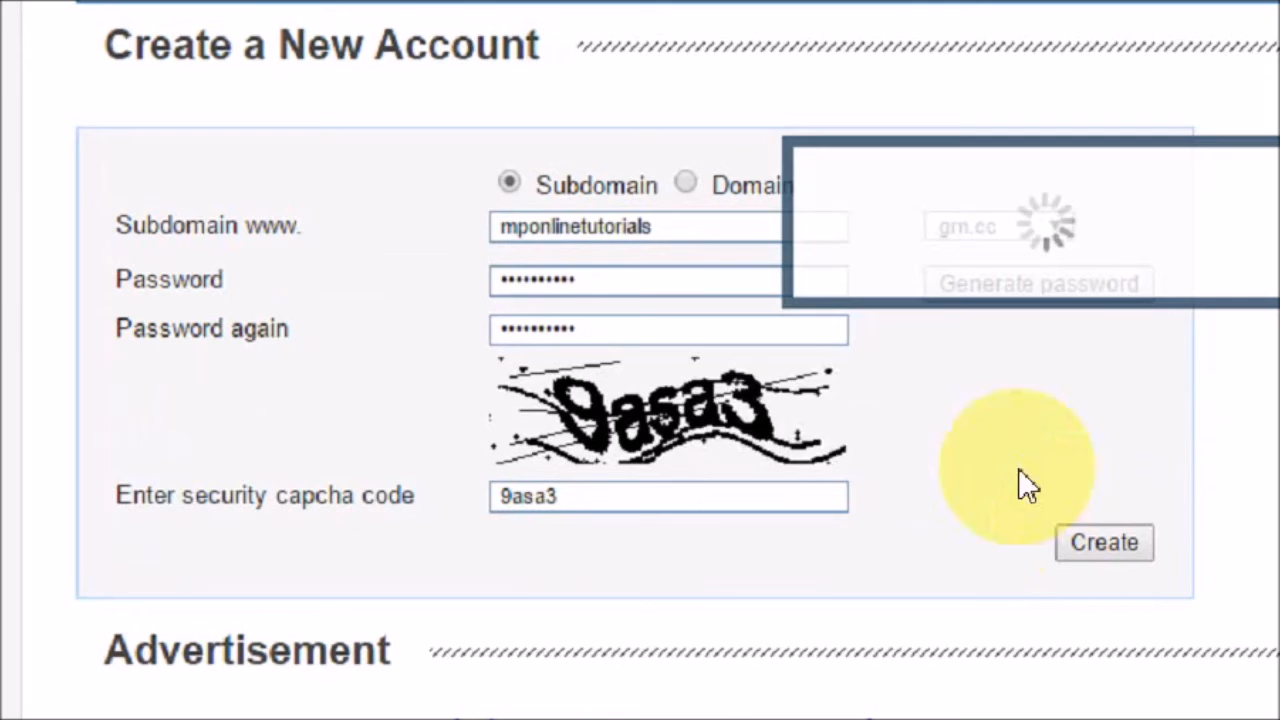 Create a New Account
Subdomain Domain
Subdomain www. mponlinetutorials grn.cc
Password •••••••••• Generate password
Password again ••••••••••
9asa3
Enter security capcha code 9asa3
Create
Advertisement